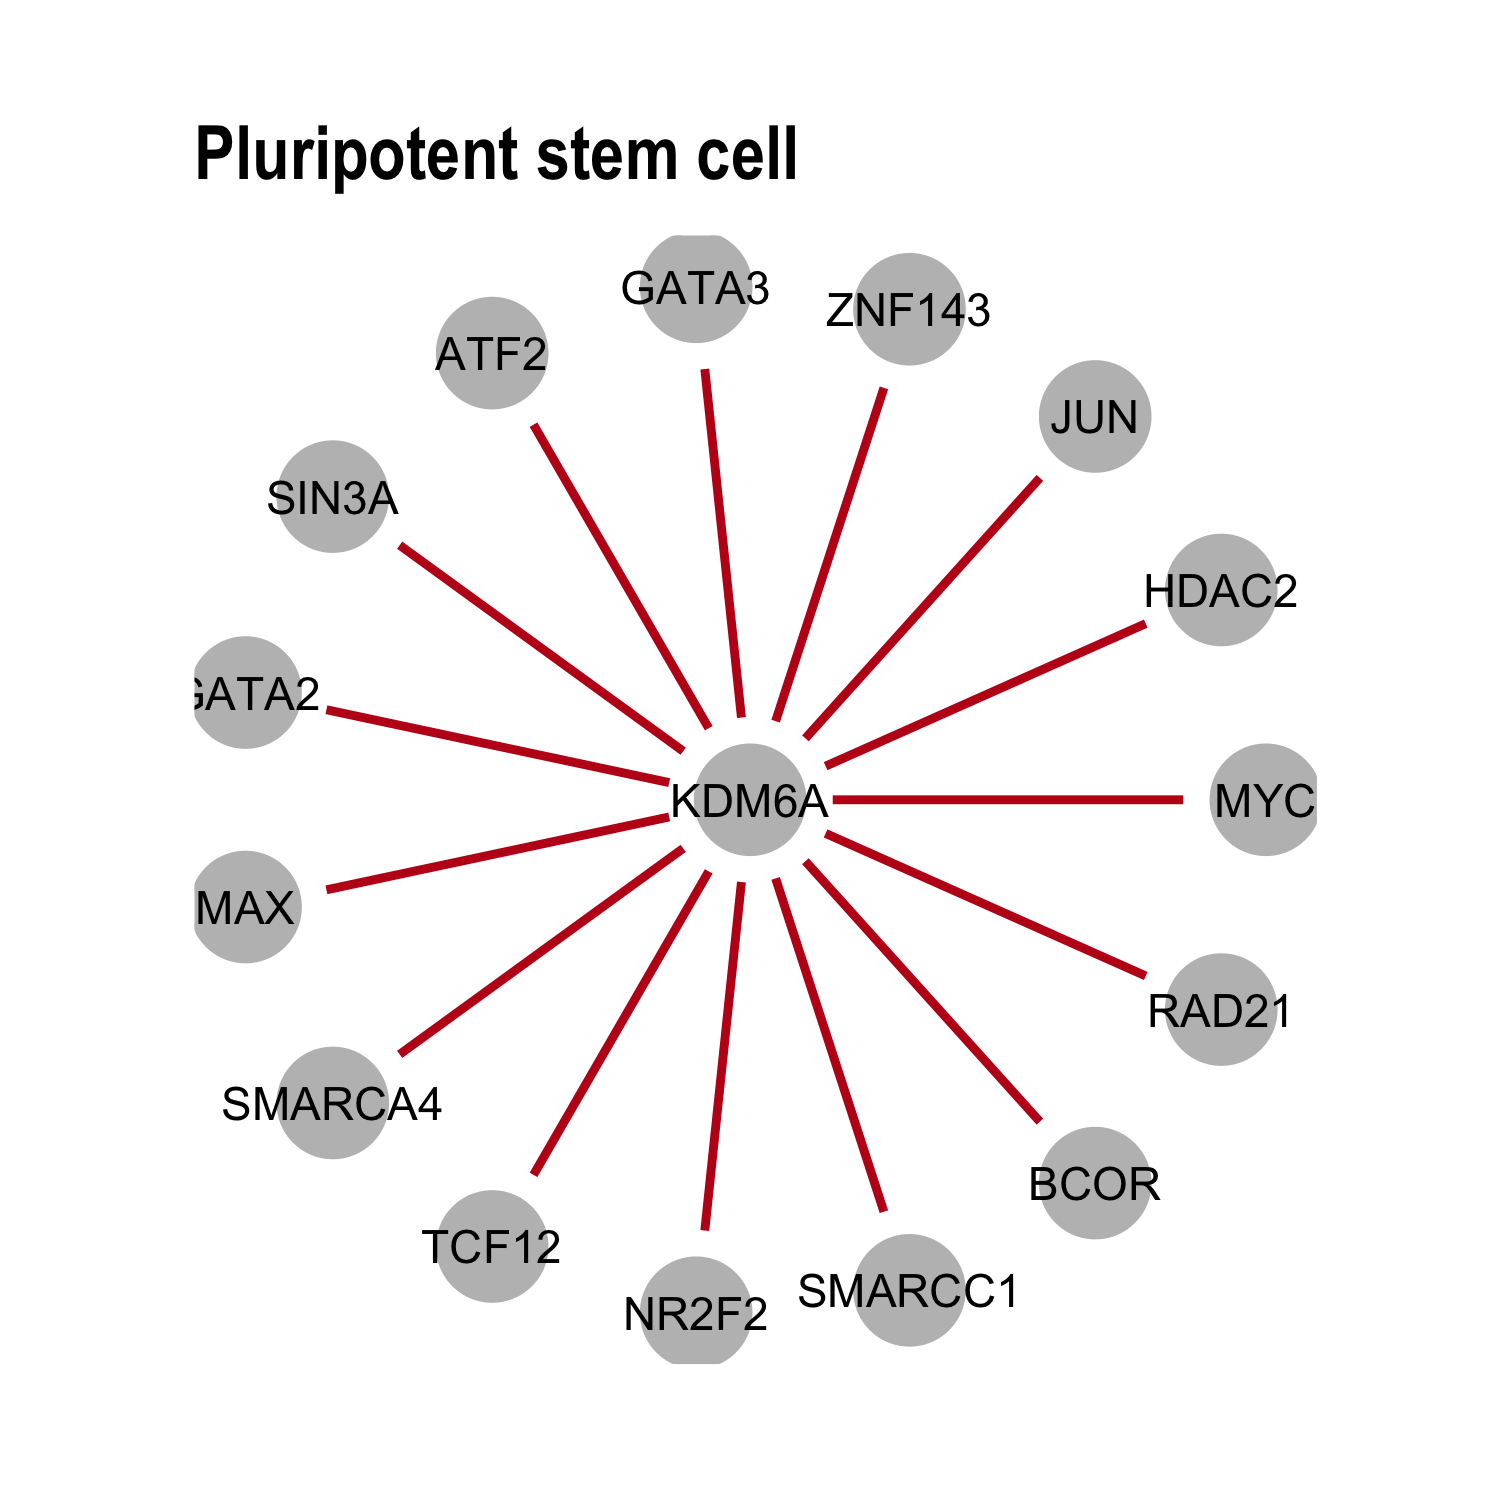 Pluripotent stem cell
GATA3
ZNF143
ATF2
JUN
SIN3A
HDAC2
GATA2
KDM6A
MYC
MAX
RAD21
SMARCA4
BCOR
TCF12
SMARCC1
NR2F2